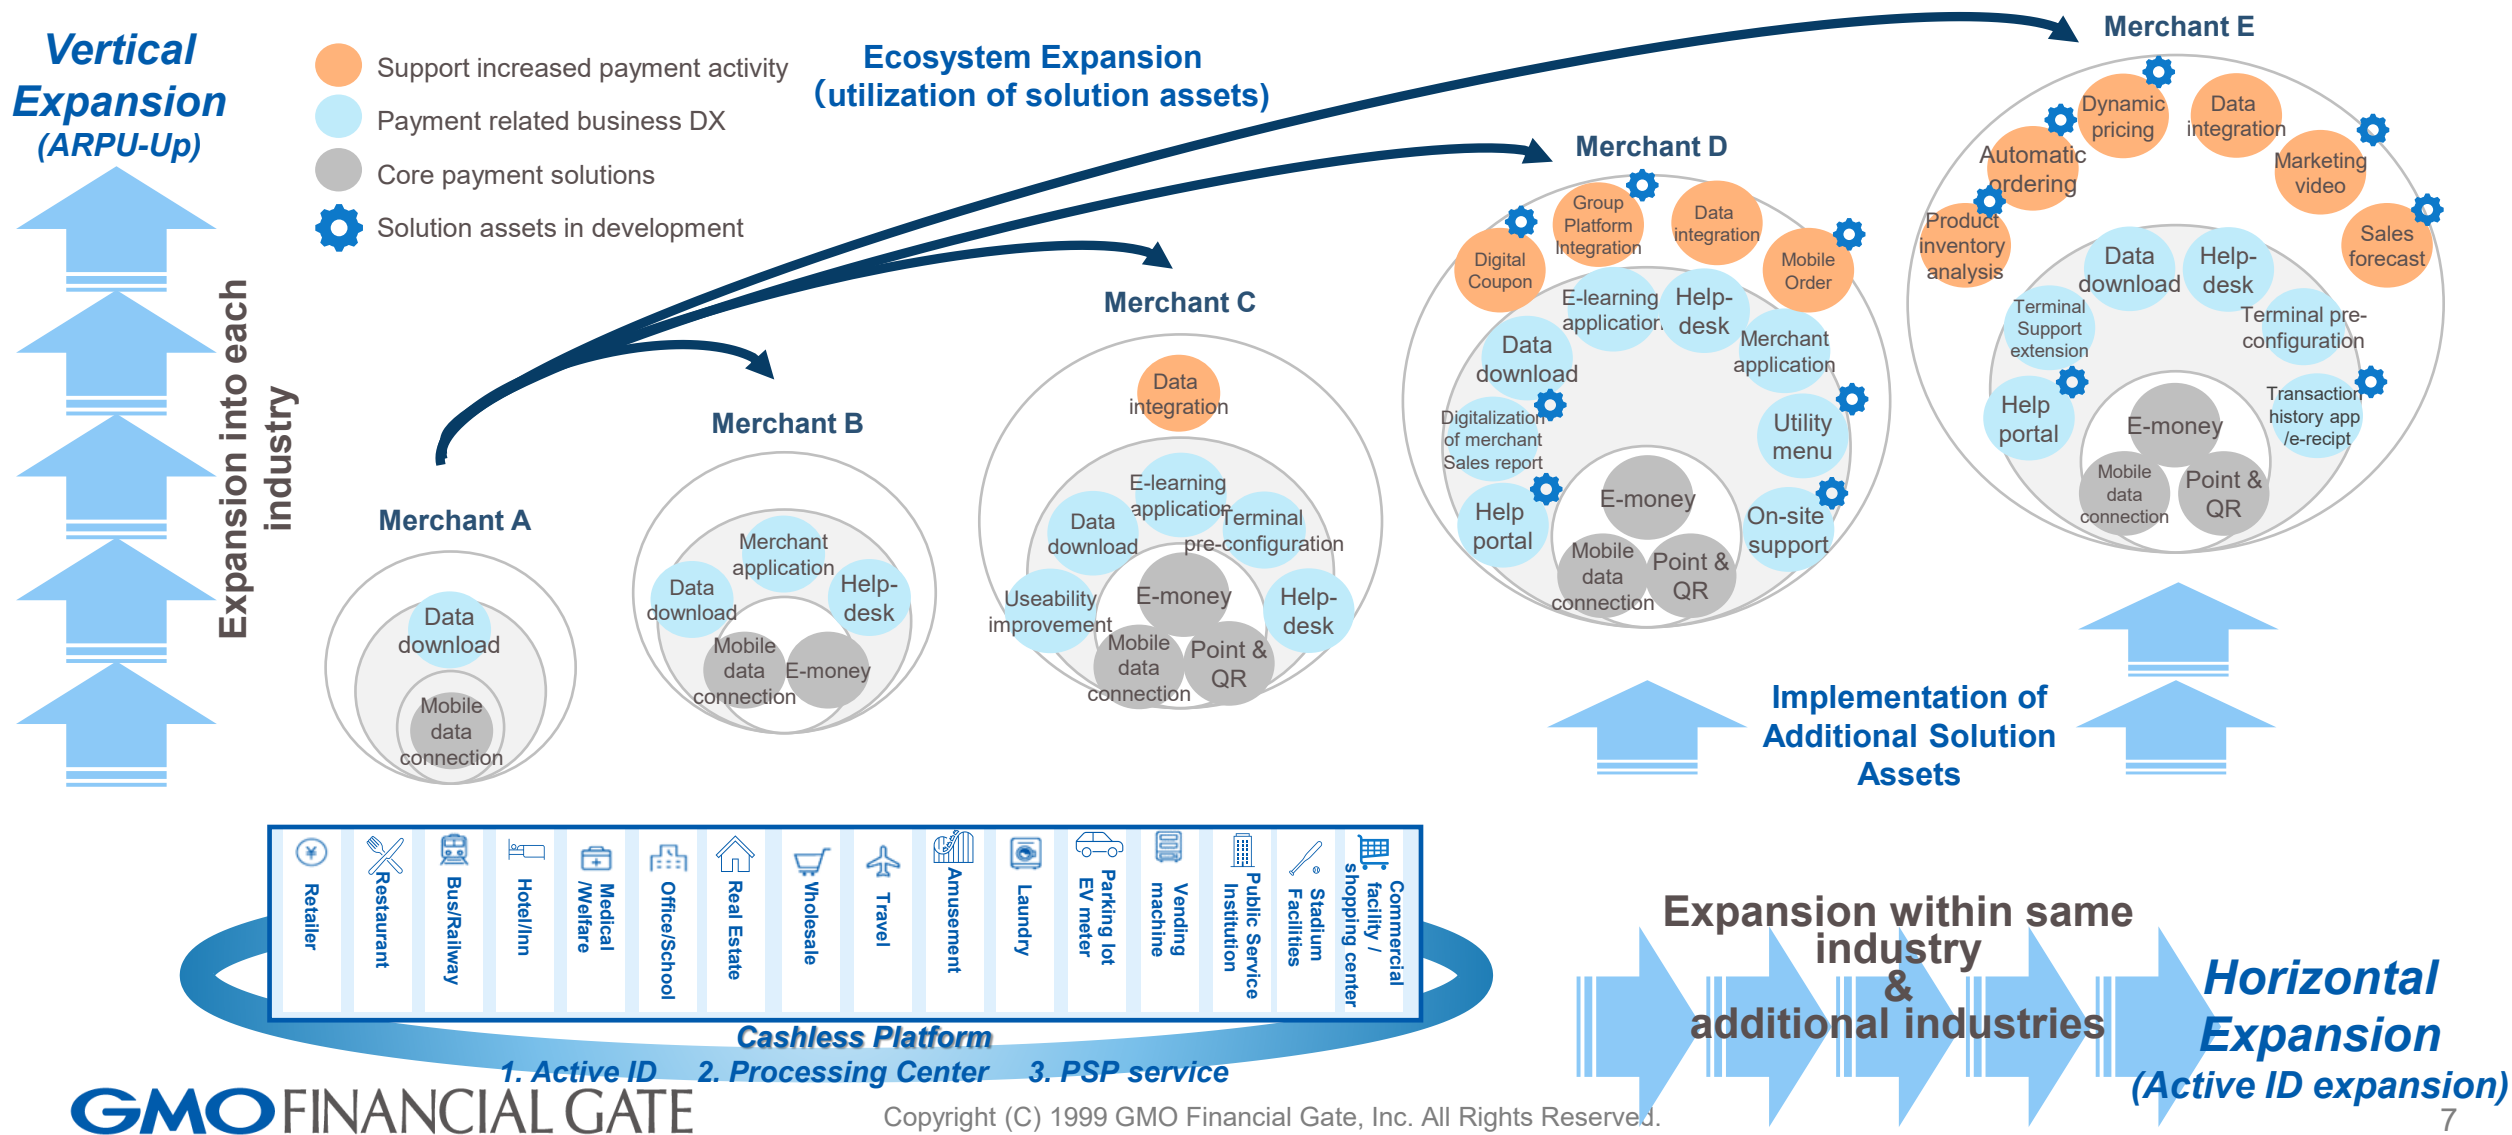 Vertical
Expansion
(ARPU-Up)
Expansion into each
industry
Support increased payment activity
Payment related business DX
Core payment solutions
Solution assets in development
Ecosystem Expansion
(utilization of solution assets)
Merchant A
Data
download
Mobile
data
connection
Merchant B
Merchant
application
Data
download
Help-
desk
Mobile
data
connection
E-money
Merchant C
Data
integration
E-learning
application
Data
download
Terminal
pre-configuration
Useability
improvement
Help-
desk
E-money
Mobile
data
connection
Point &
QR
Merchant D
Group
Platform
Integration
Data
integration
Digital
Coupon
Mobile
Order
E-learning
application
Help-
desk
Data
download
Merchant
application
Digitalization
of merchant
Sales report
Utility
menu
Help
portal
On-site
support
E-money
Mobile
data
connection
Point &
QR
Merchant E
Dynamic
pricing
Data
integration
Automatic
ordering
Marketing
video
Product
inventory
analysis
Sales
forecast
Data
download
Help-
desk
Terminal
Support
extension
Terminal pre-
configuration
Help
portal
Transaction
history app
/e-recipt
E-money
Mobile
data
connection
Point &
QR
Implementation of
Additional Solution
Assets
Retailer
Restaurant
Bus/Railway
Hotel/Inn
Medical
/Welfare
Office/School
Real Estate
Wholesale
Travel
Amusement
Laundry
Parking lot
EV meter
Vending
machine
Public Service
Institution
Stadium
Facilities
Commercial
facility /
shopping center
Cashless Platform
1. Active ID 2. Processing Center 3. PSP service
Expansion within same
industry
&
additional industries
Horizontal
Expansion
(Active ID expansion)
GMO FINANCIAL GATE
Copyright (C) 1999 GMO Financial Gate, Inc. All Rights Reserved.
7